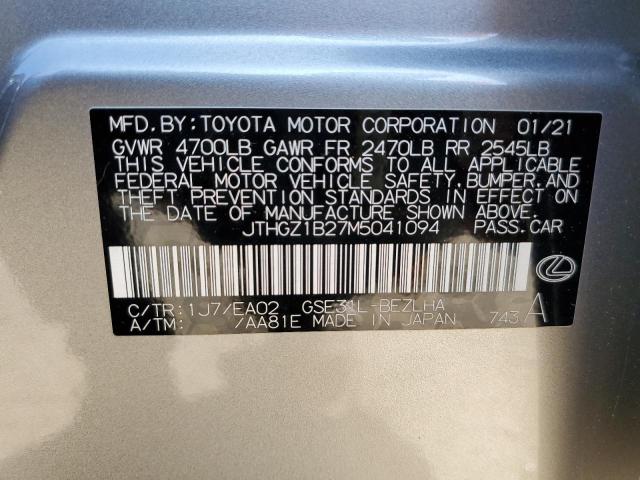 MFD.BY:TOYOTA MOTOR CORPORATION 01/21
GVWR 4700LB GAWR FR 2470LB RR 2545LB
THIS VEHICLE CONFORMS TO ALL APPLICABLE
FEDERAL MOTOR VEHICLE SAFETY,BUMPER,AND
THEFT PREVENTION STANDARDS IN EFFECT ON
THE DATE OF MANUFACTURE SHOWN ABOVE.
JTHGZ1B27M5041094 PASS.CAR
C/TR:1J7/EA02 GSE31L-BEZLHA
A/TM: /AA81E MADE IN JAPAN 743 A